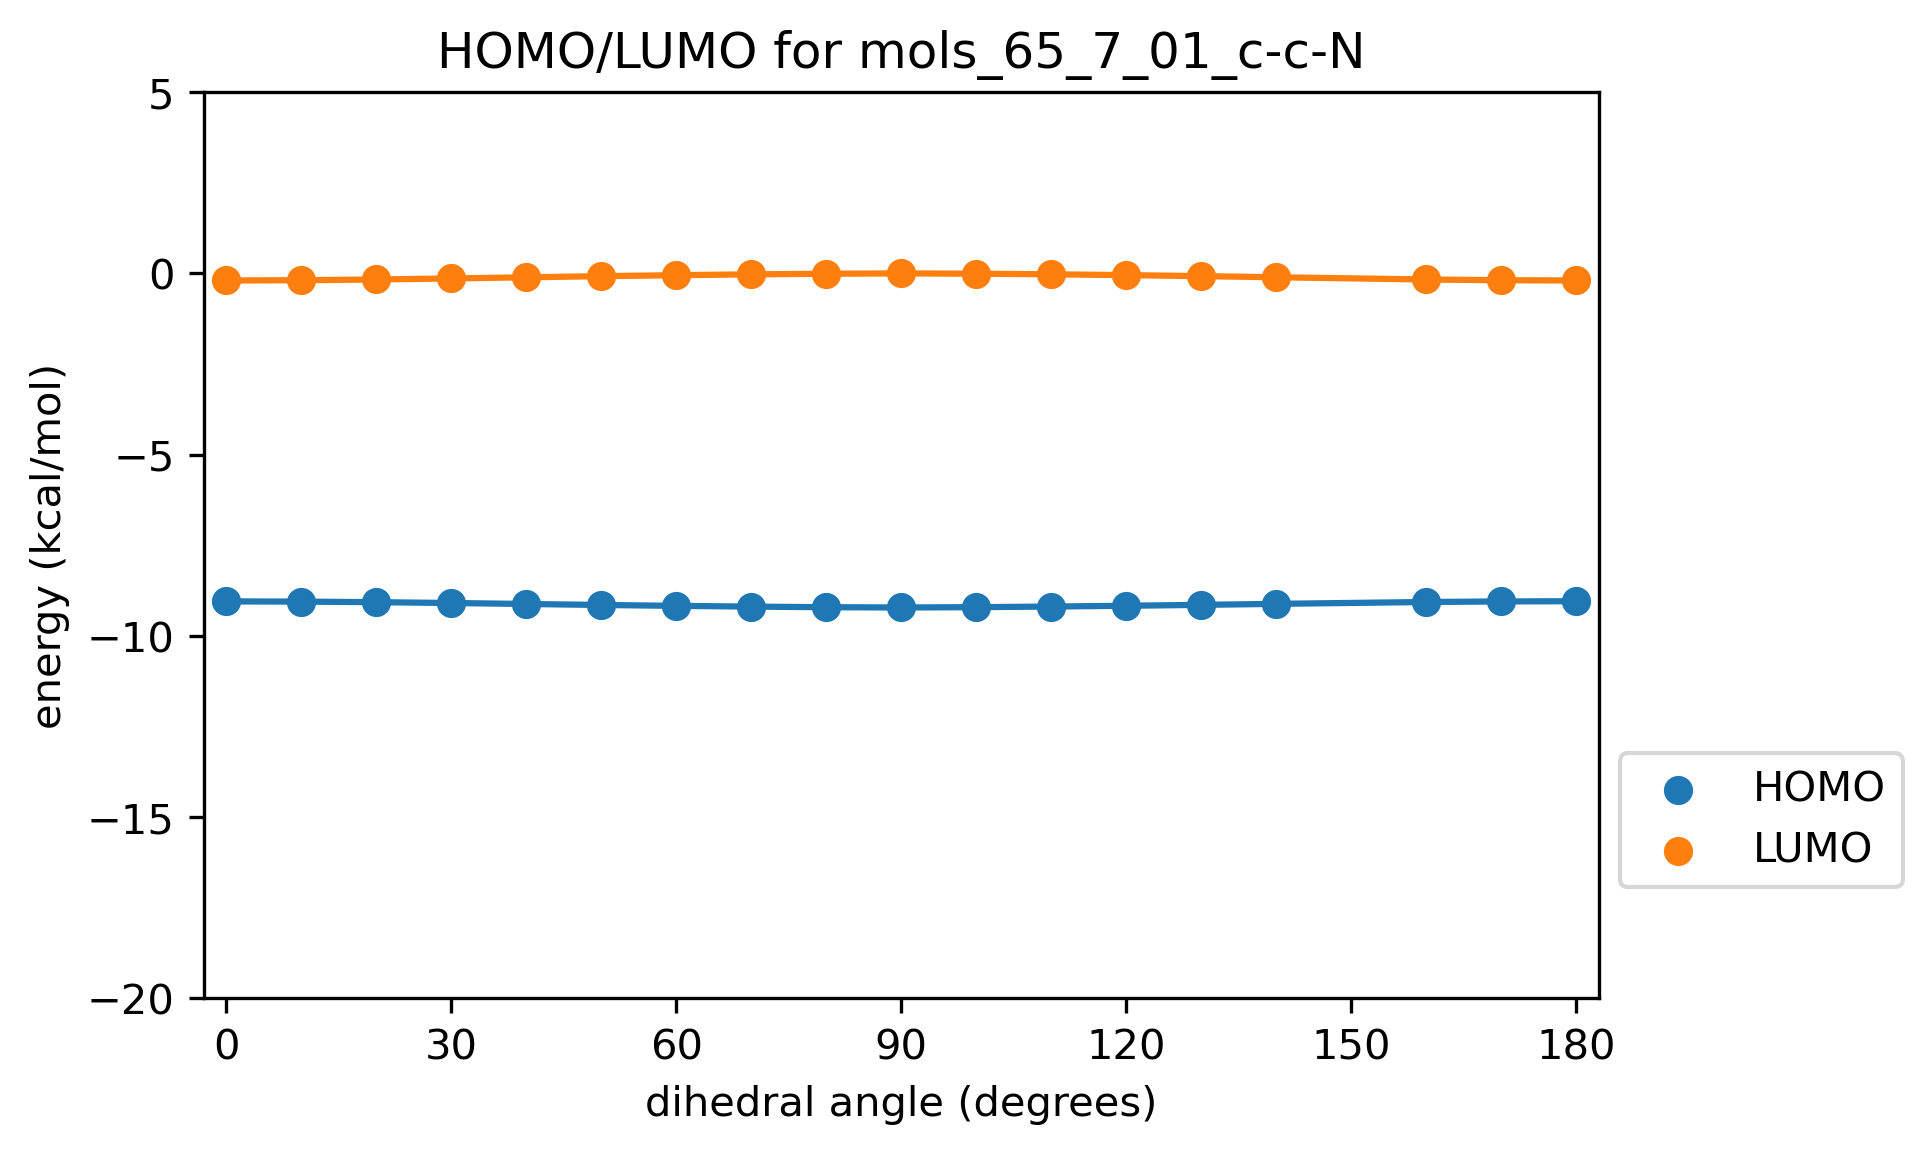 HOMO/LUMO for mols_65_7_01_c-c-N
5
0
−5
−10
−15
−20
energy (kcal/mol)
0 30 60 90 120 150 180
dihedral angle (degrees)
HOMO
LUMO